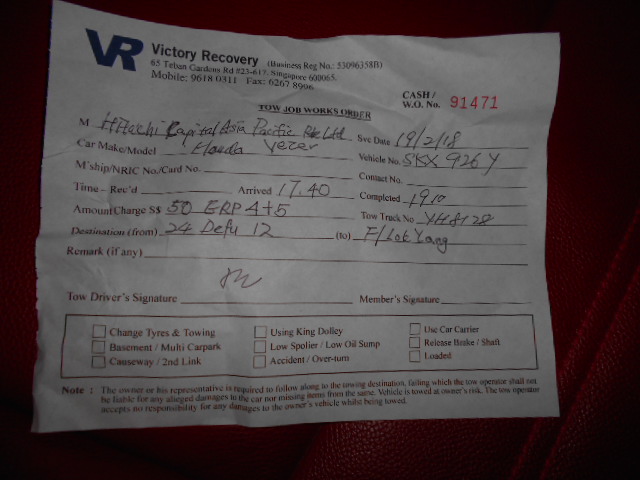 VR Victory Recovery (Business Reg No.: 53096358B)
65 Teban Gardens Rd #23-617, Singapore 600065.
Mobile: 9618 0311 Fax: 6267 8906
CASH /
W.O. No. 91471
TOW JOB WORKS ORDER
M Hitachi Capital Asia Pacific Pte Ltd Svc Date 19/2/18
Car Make/Model Honda Vezer Vehicle No. SKX 926Y
M'ship/NRIC No./Card No. Contact No.
Time - Rec'd Arrived 17.40 Completed 1910
Amount Charge S$ 50 ERP 4+5 Tow Truck No
Destination (from) 24 Defu 12 (to) F/Lok Yang
Remark (if any)
Tow Driver's Signature Member's Signature
Change Tyres & Towing Using King Dolley Use Car Carrier
Basement / Multi Carpark Low Spolier / Low Oil Sump Release Brake / Shaft
Causeway / 2nd Link Accident / Over-turn Loaded
Note : The owner or his representative is required to follow along to the towing destination, failing which the tow operator shall not
be liable for any alleged damages to the car nor missing items from the same. Vehicle is towed at owner's risk. The tow operator
accepts no responsibility for any damages to the owner's vehicle whilst being towed.